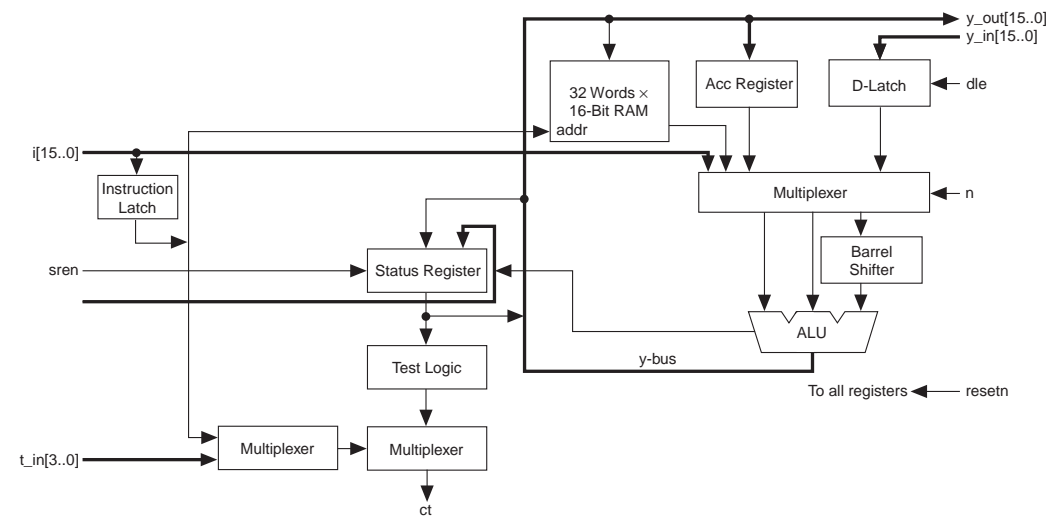 y_out[15..0]
y_in[15..0]
32 Words ×
16-Bit RAM
addr
Acc Register
D-Latch
dle
i[15..0]
Instruction
Latch
Multiplexer
n
sren
Status Register
Barrel
Shifter
ALU
y-bus
Test Logic
To all registers
resetn
t_in[3..0]
Multiplexer
Multiplexer
ct